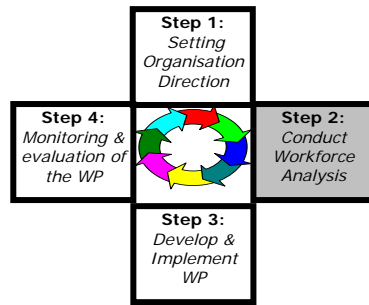 Step 1:
Setting
Organisation
Direction
Step 4:
Monitoring &
evaluation of
the WP
Step 2:
Conduct
Workforce
Analysis
Step 3:
Develop &
Implement
WP